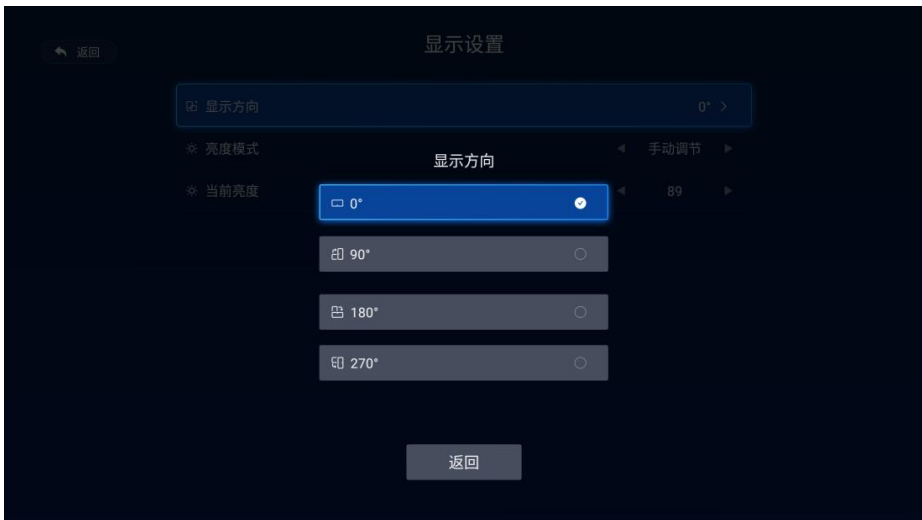 返回
显示设置
显示方向
0°
亮度模式
手动调节
当前亮度
89
显示方向
0°
90°
180°
270°
返回